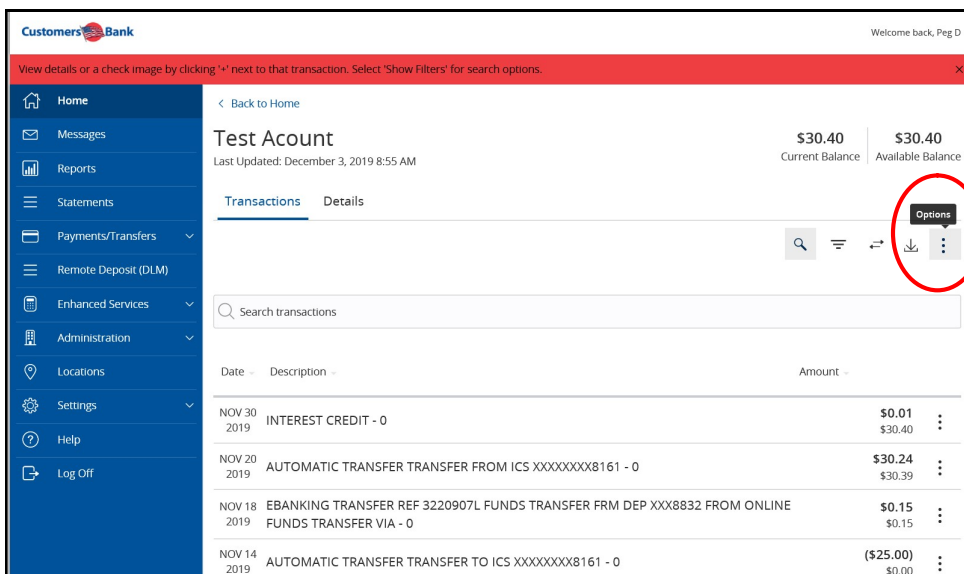 Customers Bank
Welcome back, Peg D
View details or a check image by clicking '+' next to that transaction. Select 'Show Filters' for search options.
Home
Messages
Reports
Statements
Payments/Transfers
Remote Deposit (DLM)
Enhanced Services
Administration
Locations
Settings
Help
Log Off
Back to Home
Test Acount
Last Updated: December 3, 2019 8:55 AM
$30.40
Current Balance
$30.40
Available Balance
Transactions Details
Options
Search transactions
Date Description Amount
NOV 30 2019 INTEREST CREDIT - 0 $0.01
$30.40
NOV 20 2019 AUTOMATIC TRANSFER TRANSFER FROM ICS XXXXXXXX8161 - 0 $30.24
$30.39
NOV 18 2019 EBANKING TRANSFER REF 3220907L FUNDS TRANSFER FRM DEP XXX8832 FROM ONLINE
FUNDS TRANSFER VIA - 0 $0.15
$0.15
NOV 14 2019 AUTOMATIC TRANSFER TRANSFER TO ICS XXXXXXXX8161 - 0 ($25.00)
$0.00